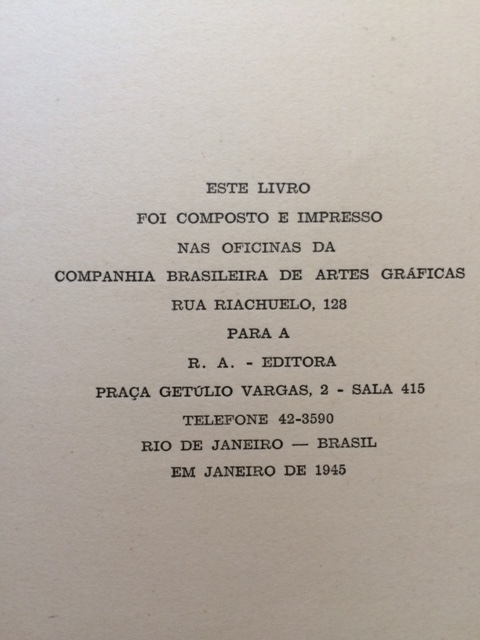 ESTE LIVRO
FOI COMPOSTO E IMPRESSO
NAS OFICINAS DA
COMPANHIA BRASILEIRA DE ARTES GRÁFICAS
RUA RIACHUELO, 128
PARA A
R. A. - EDITORA
PRAÇA GETÚLIO VARGAS, 2 - SALA 415
TELEFONE 42-3590
RIO DE JANEIRO — BRASIL
EM JANEIRO DE 1945